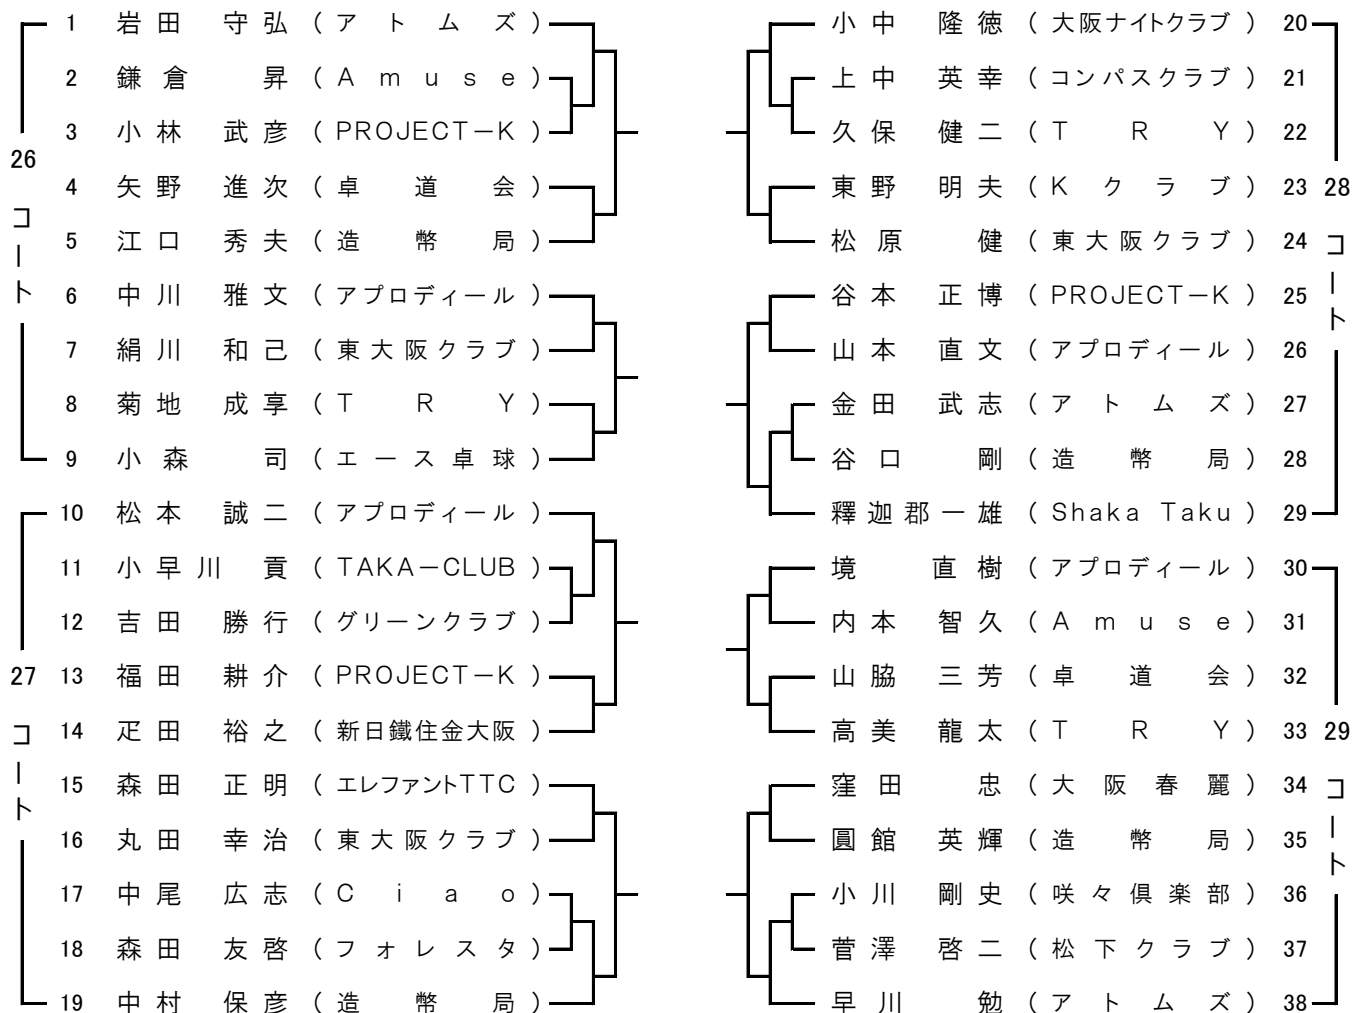 1 岩田 守弘 (アトムズ)
2 鎌倉 昇 (Amuse)
3 小林 武彦 (PROJECT-K)
4 矢野 進次 (卓道会)
5 江口 秀夫 (造幣局)
6 中川 雅文 (アプロディール)
7 絹川 和己 (東大阪クラブ)
8 菊地 成享 (TRY)
9 小森 司 (エース卓球)
26コート
10 松本 誠二 (アプロディール)
11 小早川 貢 (TAKA-CLUB)
12 吉田 勝行 (グリーンクラブ)
13 福田 耕介 (PROJECT-K)
14 疋田 裕之 (新日鐵住金大阪)
15 森田 正明 (エレファントTTC)
16 丸田 幸治 (東大阪クラブ)
17 中尾 広志 (Ciao)
18 森田 友啓 (フォレスタ)
19 中村 保彦 (造幣局)
27コート
小中 隆徳 (大阪ナイトクラブ) 20
上中 英幸 (コンパスクラブ) 21
久保 健二 (TRY) 22
東野 明夫 (Kクラブ) 23
松原 健 (東大阪クラブ) 24
谷本 正博 (PROJECT-K) 25
山本 直文 (アプロディール) 26
金田 武志 (アトムズ) 27
谷口 剛 (造幣局) 28
釋迦郡一雄 (Shaka Taku) 29
28コート
境 直樹 (アプロディール) 30
内本 智久 (Amuse) 31
山脇 三芳 (卓道会) 32
高美 龍太 (TRY) 33
窪田 忠 (大阪春麗) 34
圓館 英輝 (造幣局) 35
小川 剛史 (咲々倶楽部) 36
菅澤 啓二 (松下クラブ) 37
早川 勉 (アトムズ) 38
29コート